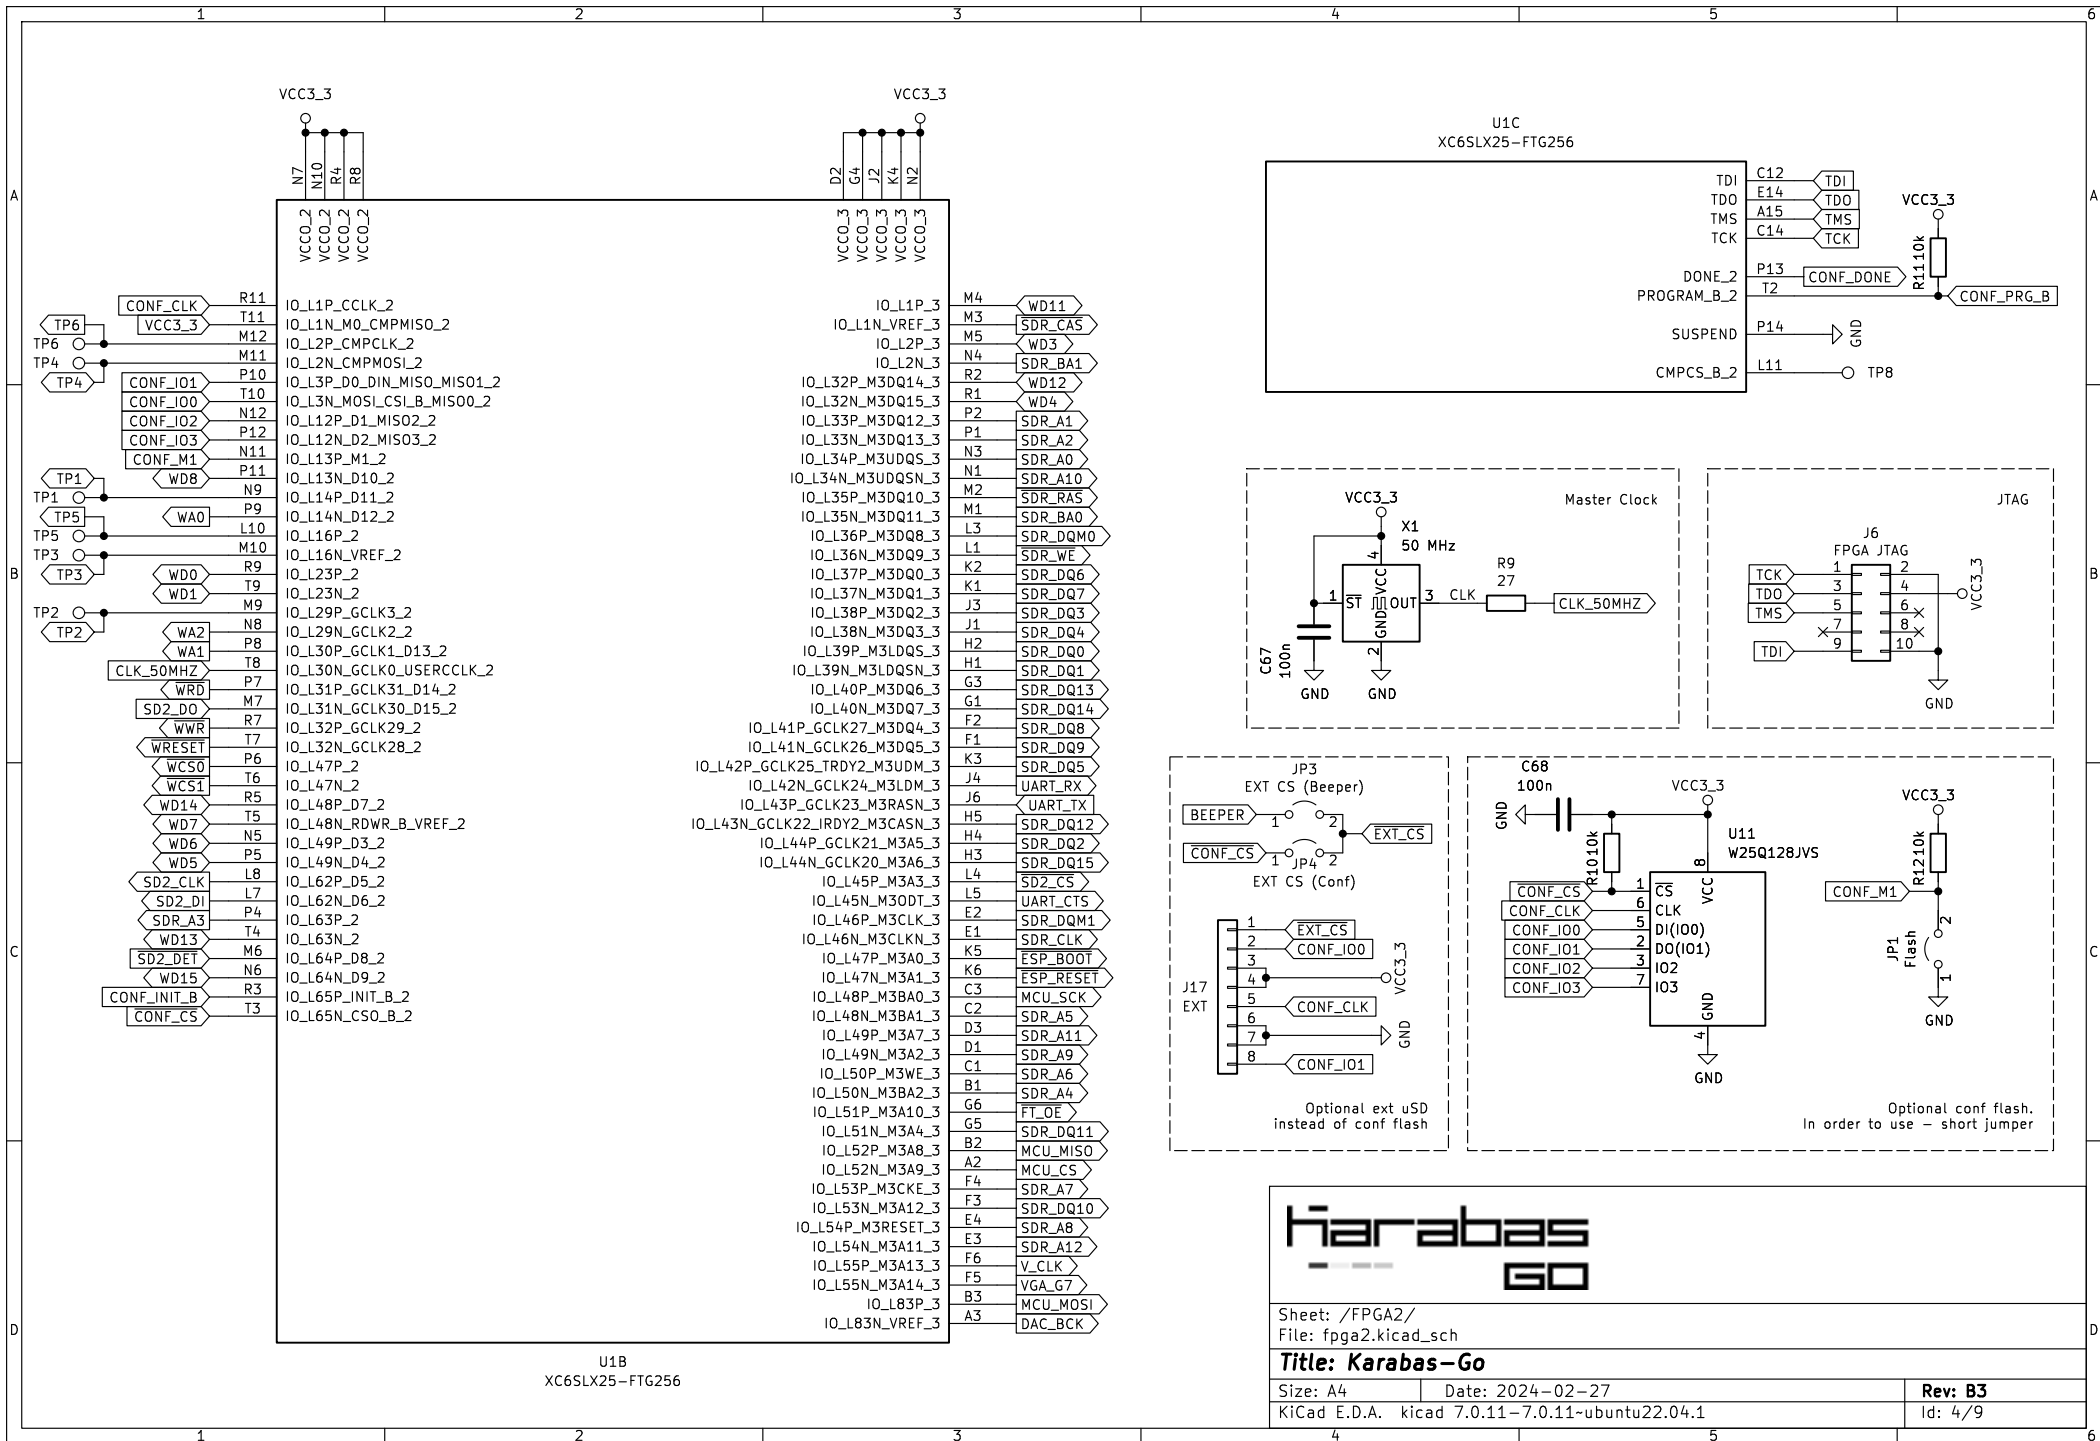 1 2 3 4 5 6
A
B
C
D
VCC3_3
N7 N10 R4 R8
VCCO_2 VCCO_2 VCCO_2 VCCO_2
VCC3_3
D2 G4 J2 K4 N2
VCCO_3 VCCO_3 VCCO_3 VCCO_3 VCCO_3
CONF_CLK R11 IO_L1P_CCLK_2
VCC3_3 T11 IO_L1N_M0_CMPMISO_2
TP6
TP6 M12 IO_L2P_CMPCLK_2
TP4 M11 IO_L2N_CMPMOSI_2
TP4
CONF_IO1 P10 IO_L3P_D0_DIN_MISO_MISO1_2
CONF_IO0 T10 IO_L3N_MOSI_CSI_B_MISO0_2
CONF_IO2 N12 IO_L12P_D1_MISO2_2
CONF_IO3 P12 IO_L12N_D2_MISO3_2
CONF_M1 N11 IO_L13P_M1_2
TP1 WD8 P11 IO_L13N_D10_2
TP1 N9 IO_L14P_D11_2
TP5 WA0 P9 IO_L14N_D12_2
TP5 L10 IO_L16P_2
TP3 M10 IO_L16N_VREF_2
TP3 WD0 R9 IO_L23P_2
WD1 T9 IO_L23N_2
TP2 M9 IO_L29P_GCLK3_2
TP2 WA2 N8 IO_L29N_GCLK2_2
WA1 P8 IO_L30P_GCLK1_D13_2
CLK_50MHZ T8 IO_L30N_GCLK0_USERCCLK_2
WRD P7 IO_L31P_GCLK31_D14_2
SD2_DO M7 IO_L31N_GCLK30_D15_2
WWR R7 IO_L32P_GCLK29_2
WRESET T7 IO_L32N_GCLK28_2
WCS0 P6 IO_L47P_2
WCS1 T6 IO_L47N_2
WD14 R5 IO_L48P_D7_2
WD7 T5 IO_L48N_RDWR_B_VREF_2
WD6 N5 IO_L49P_D3_2
WD5 P5 IO_L49N_D4_2
SD2_CLK L8 IO_L62P_D5_2
SD2_DI L7 IO_L62N_D6_2
SDR_A3 P4 IO_L63P_2
WD13 T4 IO_L63N_2
SD2_DET M6 IO_L64P_D8_2
WD15 N6 IO_L64N_D9_2
CONF_INIT_B R3 IO_L65P_INIT_B_2
CONF_CS T3 IO_L65N_CSO_B_2
IO_L1P_3 M4 WD11
IO_L1N_VREF_3 M3 SDR_CAS
IO_L2P_3 M5 WD3
IO_L2N_3 N4 SDR_BA1
IO_L32P_M3DQ14_3 R2 WD12
IO_L32N_M3DQ15_3 R1 WD4
IO_L33P_M3DQ12_3 P2 SDR_A1
IO_L33N_M3DQ13_3 P1 SDR_A2
IO_L34P_M3UDQS_3 N3 SDR_A0
IO_L34N_M3UDQSN_3 N1 SDR_A10
IO_L35P_M3DQ10_3 M2 SDR_RAS
IO_L35N_M3DQ11_3 M1 SDR_BA0
IO_L36P_M3DQ8_3 L3 SDR_DQM0
IO_L36N_M3DQ9_3 L1 SDR_WE
IO_L37P_M3DQ0_3 K2 SDR_DQ6
IO_L37N_M3DQ1_3 K1 SDR_DQ7
IO_L38P_M3DQ2_3 J3 SDR_DQ3
IO_L38N_M3DQ3_3 J1 SDR_DQ4
IO_L39P_M3LDQS_3 H2 SDR_DQ0
IO_L39N_M3LDQSN_3 H1 SDR_DQ1
IO_L40P_M3DQ6_3 G3 SDR_DQ13
IO_L40N_M3DQ7_3 G1 SDR_DQ14
IO_L41P_GCLK27_M3DQ4_3 F2 SDR_DQ8
IO_L41N_GCLK26_M3DQ5_3 F1 SDR_DQ9
IO_L42P_GCLK25_TRDY2_M3UDM_3 K3 SDR_DQ5
IO_L42N_GCLK24_M3LDM_3 J4 UART_RX
IO_L43P_GCLK23_M3RASN_3 J6 UART_TX
IO_L43N_GCLK22_IRDY2_M3CASN_3 H5 SDR_DQ12
IO_L44P_GCLK21_M3A5_3 H4 SDR_DQ2
IO_L44N_GCLK20_M3A6_3 H3 SDR_DQ15
IO_L45P_M3A3_3 L4 SD2_CS
IO_L45N_M3ODT_3 L5 UART_CTS
IO_L46P_M3CLK_3 E2 SDR_DQM1
IO_L46N_M3CLKN_3 E1 SDR_CLK
IO_L47P_M3A0_3 K5 ESP_BOOT
IO_L47N_M3A1_3 K6 ESP_RESET
IO_L48P_M3BA0_3 C3 MCU_SCK
IO_L48N_M3BA1_3 C2 SDR_A5
IO_L49P_M3A7_3 D3 SDR_A11
IO_L49N_M3A2_3 D1 SDR_A9
IO_L50P_M3WE_3 C1 SDR_A6
IO_L50N_M3BA2_3 B1 SDR_A4
IO_L51P_M3A10_3 G6 FT_OE
IO_L51N_M3A4_3 G5 SDR_DQ11
IO_L52P_M3A8_3 B2 MCU_MISO
IO_L52N_M3A9_3 A2 MCU_CS
IO_L53P_M3CKE_3 F4 SDR_A7
IO_L53N_M3A12_3 F3 SDR_DQ10
IO_L54P_M3RESET_3 E4 SDR_A8
IO_L54N_M3A11_3 E3 SDR_A12
IO_L55P_M3A13_3 F6 V_CLK
IO_L55N_M3A14_3 F5 VGA_G7
IO_L83P_3 B3 MCU_MOSI
IO_L83N_VREF_3 A3 DAC_BCK
U1B
XC6SLX25-FTG256
U1C
XC6SLX25-FTG256
TDI C12 TDI
TDO E14 TDO
TMS A15 TMS
TCK C14 TCK
DONE_2 P13 CONF_DONE
PROGRAM_B_2 T2 CONF_PRG_B
SUSPEND P14 GND
CMPCS_B_2 L11 TP8
VCC3_3
R11 10k
Master Clock
VCC3_3
X1
50 MHz
4 VCC
1 ST OUT 3 CLK
R9
27
CLK_50MHZ
GND 2
C67
100n
GND GND
JTAG
J6
FPGA JTAG
TCK 1 2
TDO 3 4 VCC3_3
TMS 5 6
7 8
TDI 9 10
GND
JP3
EXT CS (Beeper)
BEEPER 1 2
EXT_CS
CONF_CS 1 JP4 2
EXT CS (Conf)
J17
EXT
1 EXT_CS
2 CONF_IO0
3
4 VCC3_3
5 CONF_CLK
6
7 GND
8 CONF_IO1
Optional ext uSD
instead of conf flash
C68
100n
GND
VCC3_3
R10 10k
U11
W25Q128JVS
8 VCC
CONF_CS 1 CS
CONF_CLK 6 CLK
CONF_IO0 5 DI(IO0)
CONF_IO1 2 DO(IO1)
CONF_IO2 3 IO2
CONF_IO3 7 IO3
GND 4
GND
VCC3_3
R12 10k
CONF_M1
JP1
Flash
2
1
GND
Optional conf flash.
In order to use – short jumper
Karabas
GO
Sheet: /FPGA2/
File: fpga2.kicad_sch
Title: Karabas-Go
Size: A4 Date: 2024-02-27 Rev: B3
KiCad E.D.A. kicad 7.0.11-7.0.11~ubuntu22.04.1 Id: 4/9
1 2 3 4 5 6
A
B
C
D